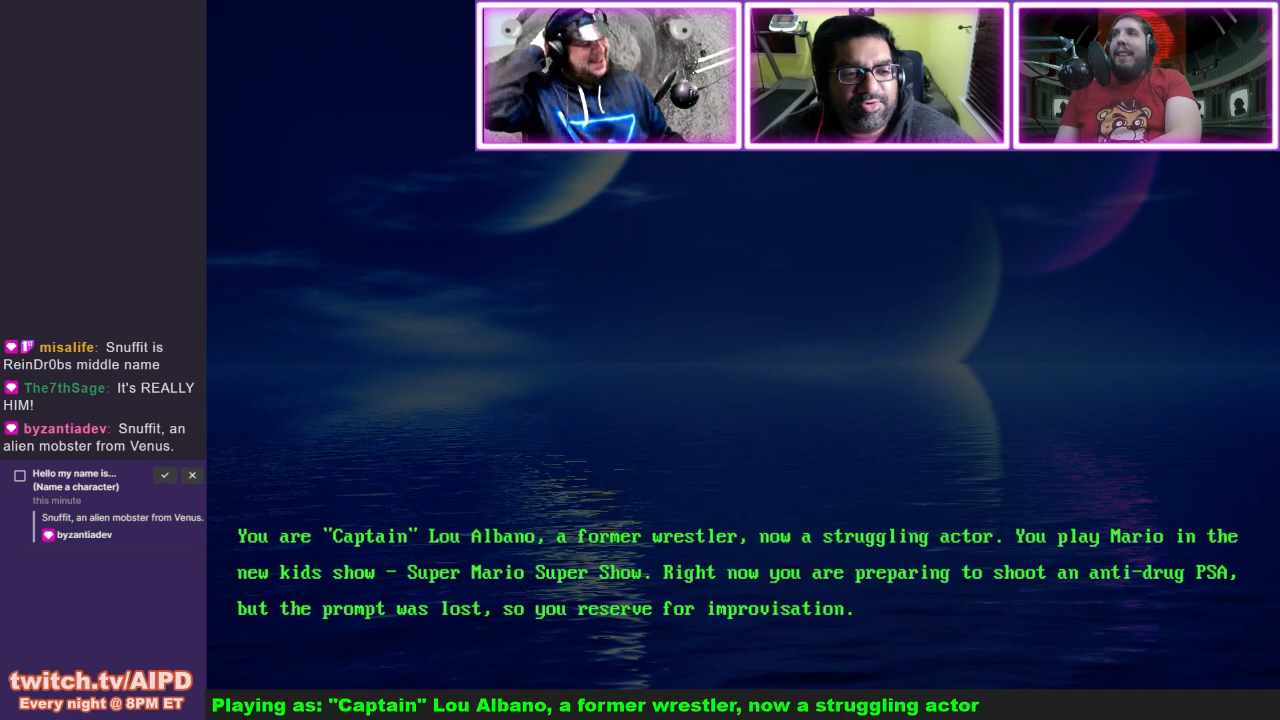 misalife: Snuffit is
ReinDr0bs middle name
The7thSage: It's REALLY
HIM!
byzantiadev: Snuffit, an
alien mobster from Venus.
Hello my name is...
(Name a character)
this minute
Snuffit, an alien mobster from Venus.
byzantiadev
twitch.tv/AIPD
Every night @ 8PM ET
You are "Captain" Lou Albano, a former wrestler, now a struggling actor. You play Mario in the
new kids show - Super Mario Super Show. Right now you are preparing to shoot an anti-drug PSA,
but the prompt was lost, so you reserve for improvisation.
Playing as: "Captain" Lou Albano, a former wrestler, now a struggling actor